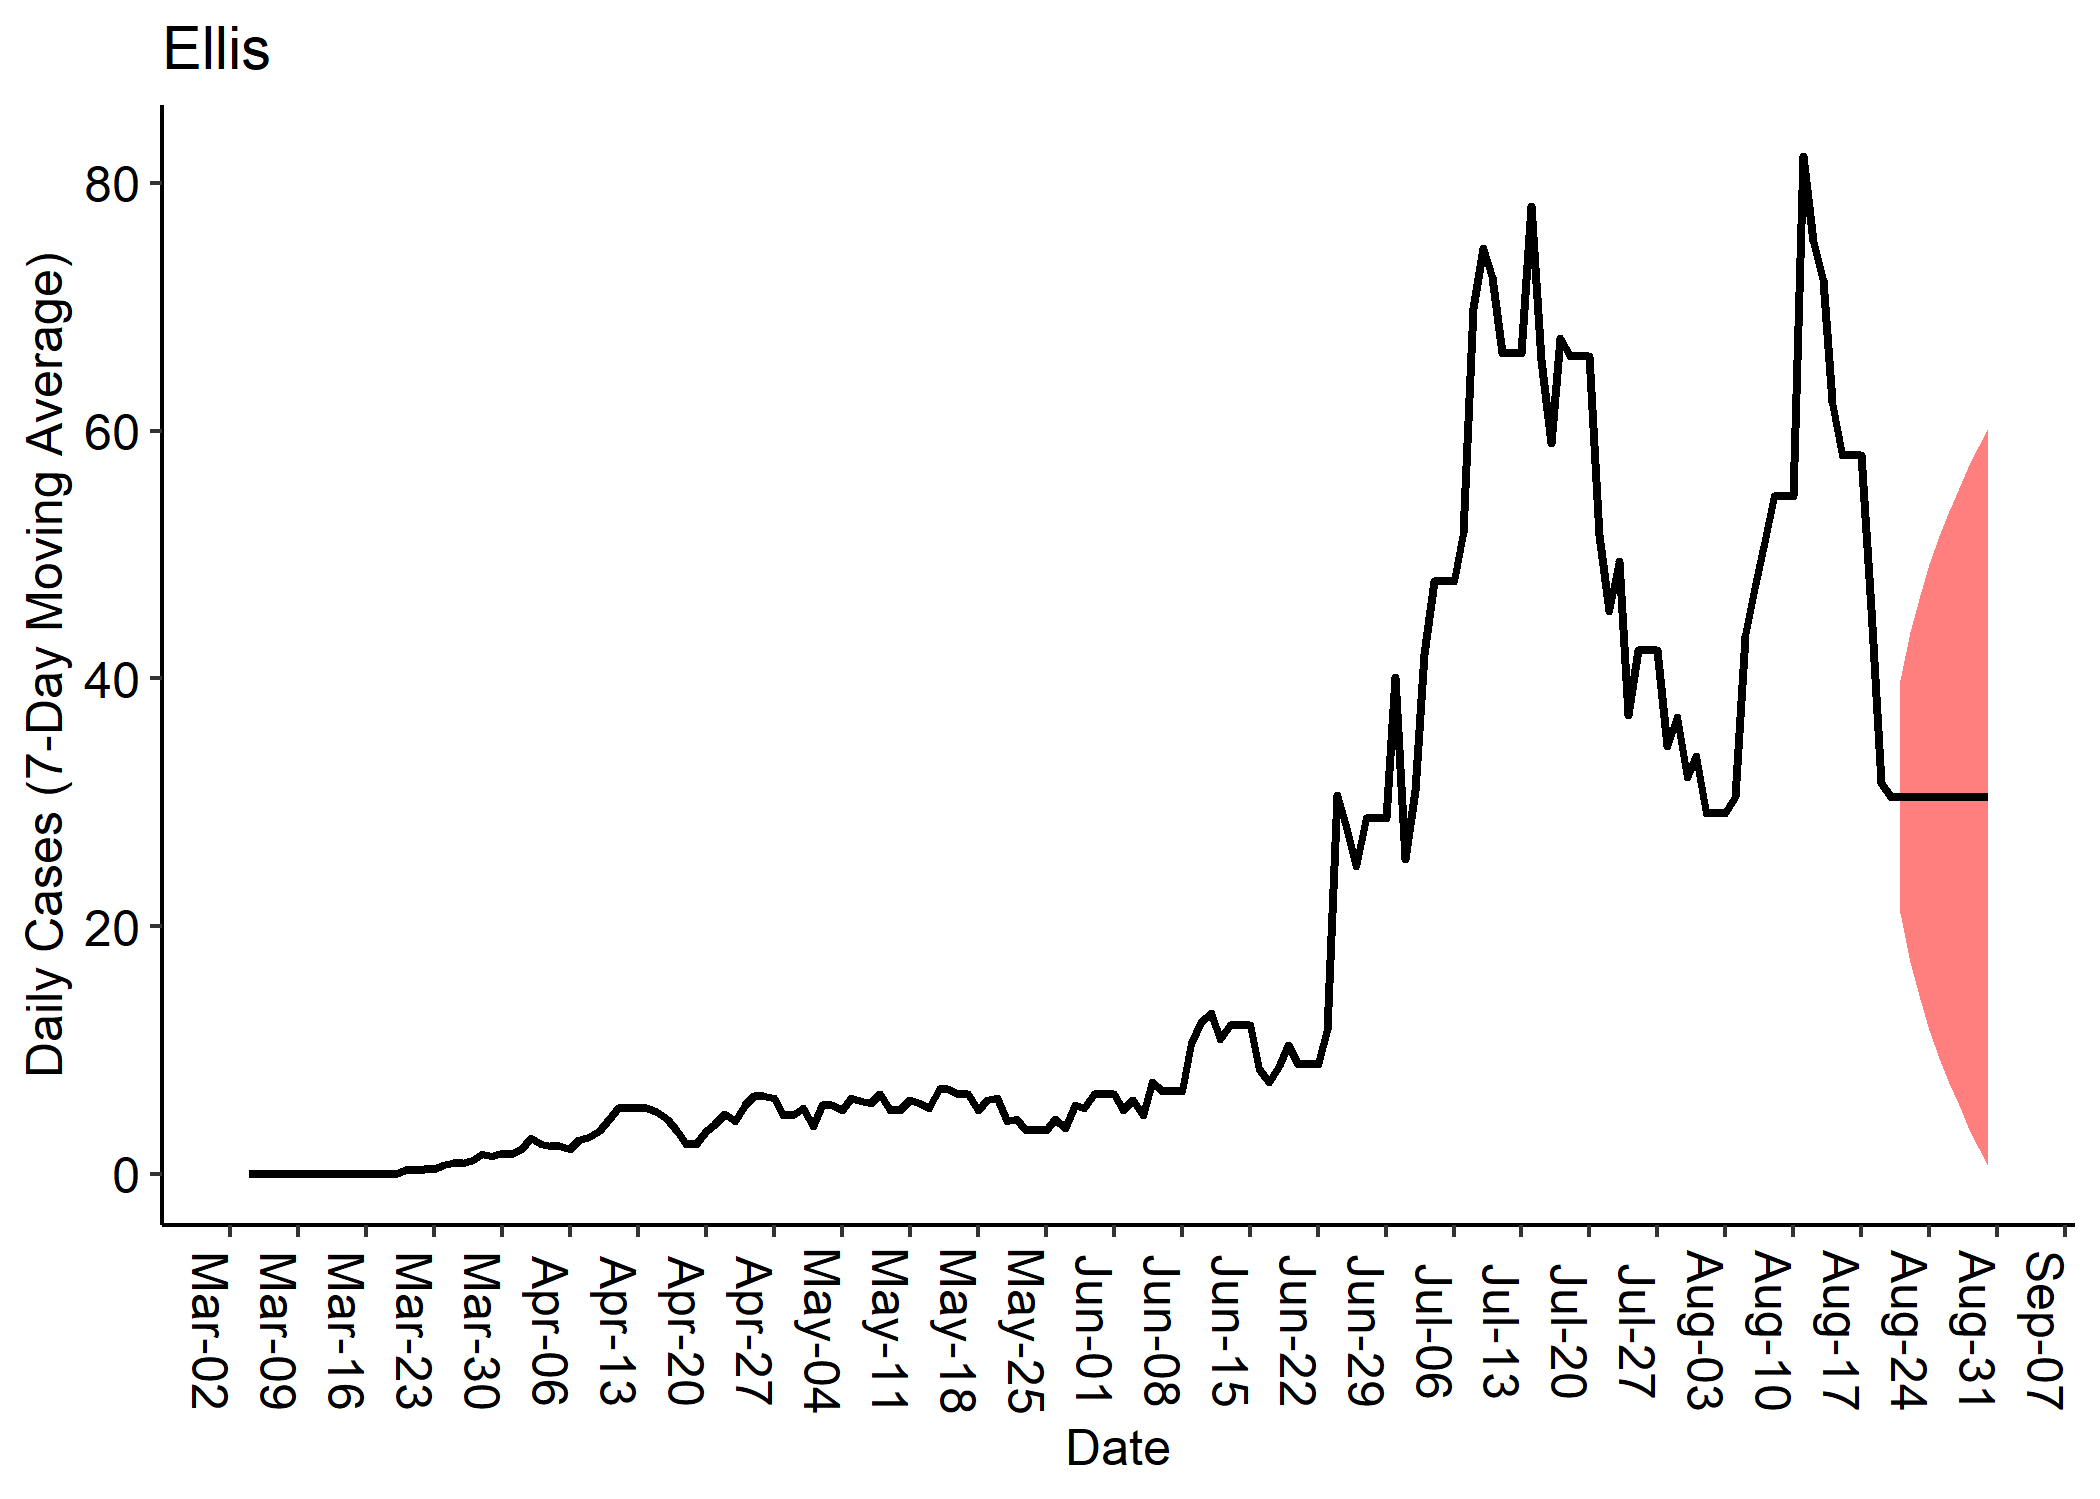 Ellis
Daily Cases (7-Day Moving Average)
80
60
40
20
0
Mar-02
Mar-09
Mar-16
Mar-23
Mar-30
Apr-06
Apr-13
Apr-20
Apr-27
May-04
May-11
May-18
May-25
Jun-01
Jun-08
Jun-15
Jun-22
Jun-29
Jul-06
Jul-13
Jul-20
Jul-27
Aug-03
Aug-10
Aug-17
Aug-24
Aug-31
Sep-07
Date